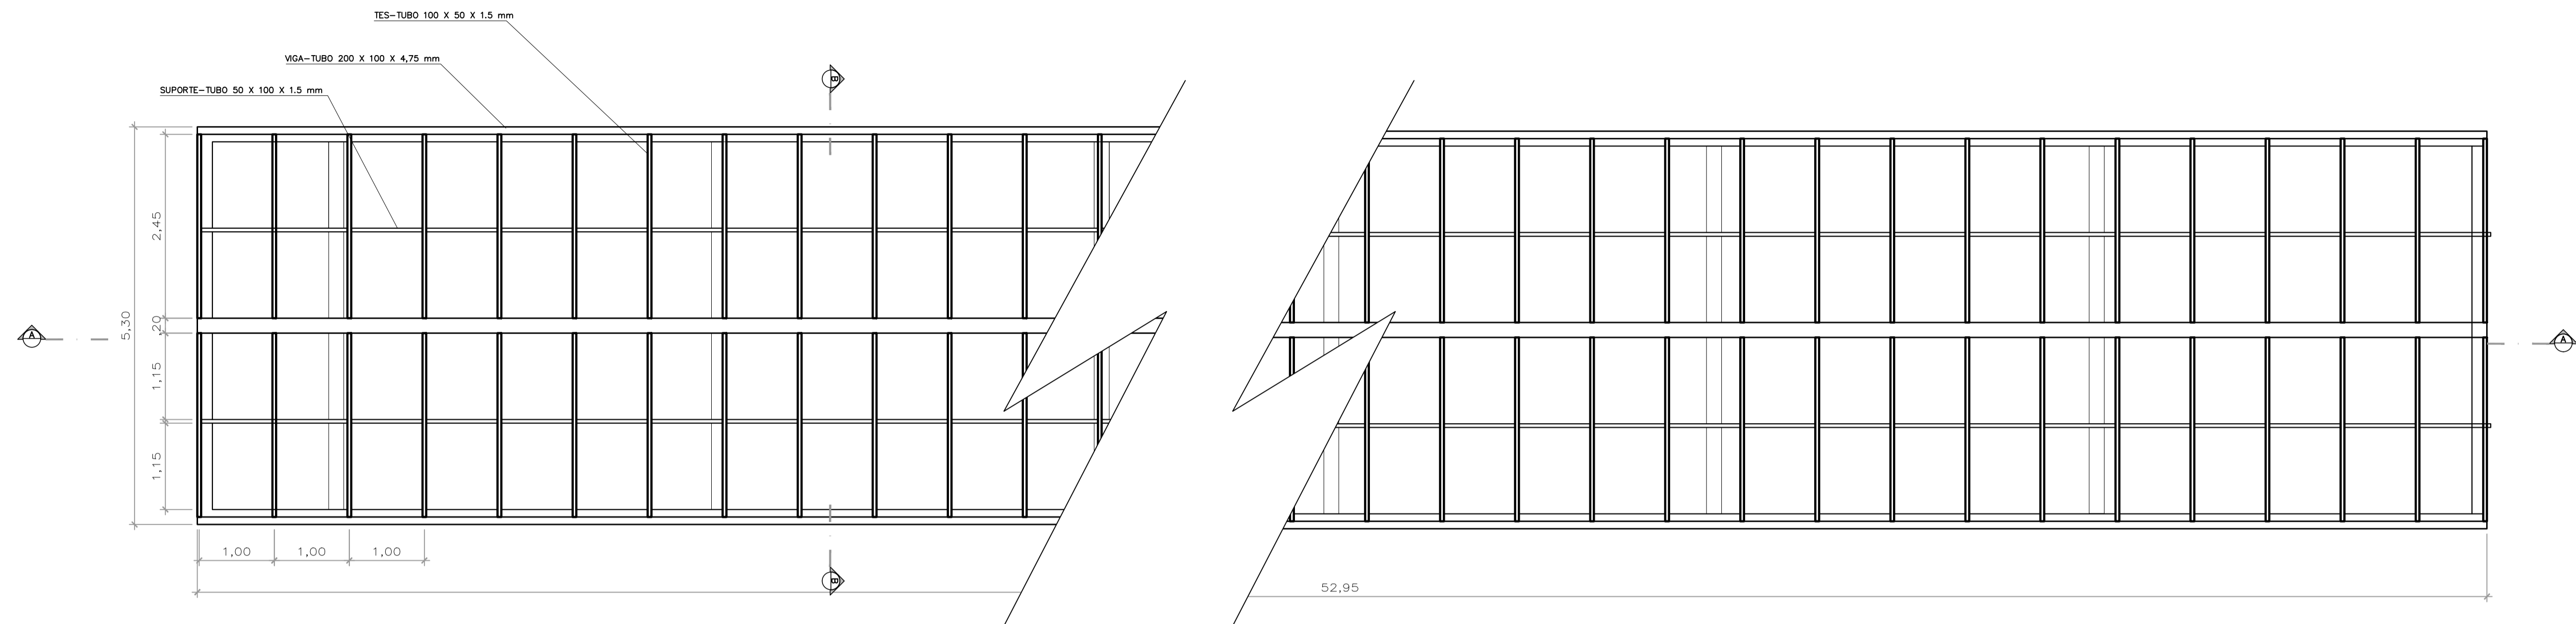 TES-TUBO 100 X 50 X 1.5 mm
VIGA-TUBO 200 X 100 X 4,75 mm
SUPORTE-TUBO 50 X 100 X 1.5 mm
B
2,45
A
5,30
,20
A
1,15
1,15
1,00 1,00 1,00
B
52,95